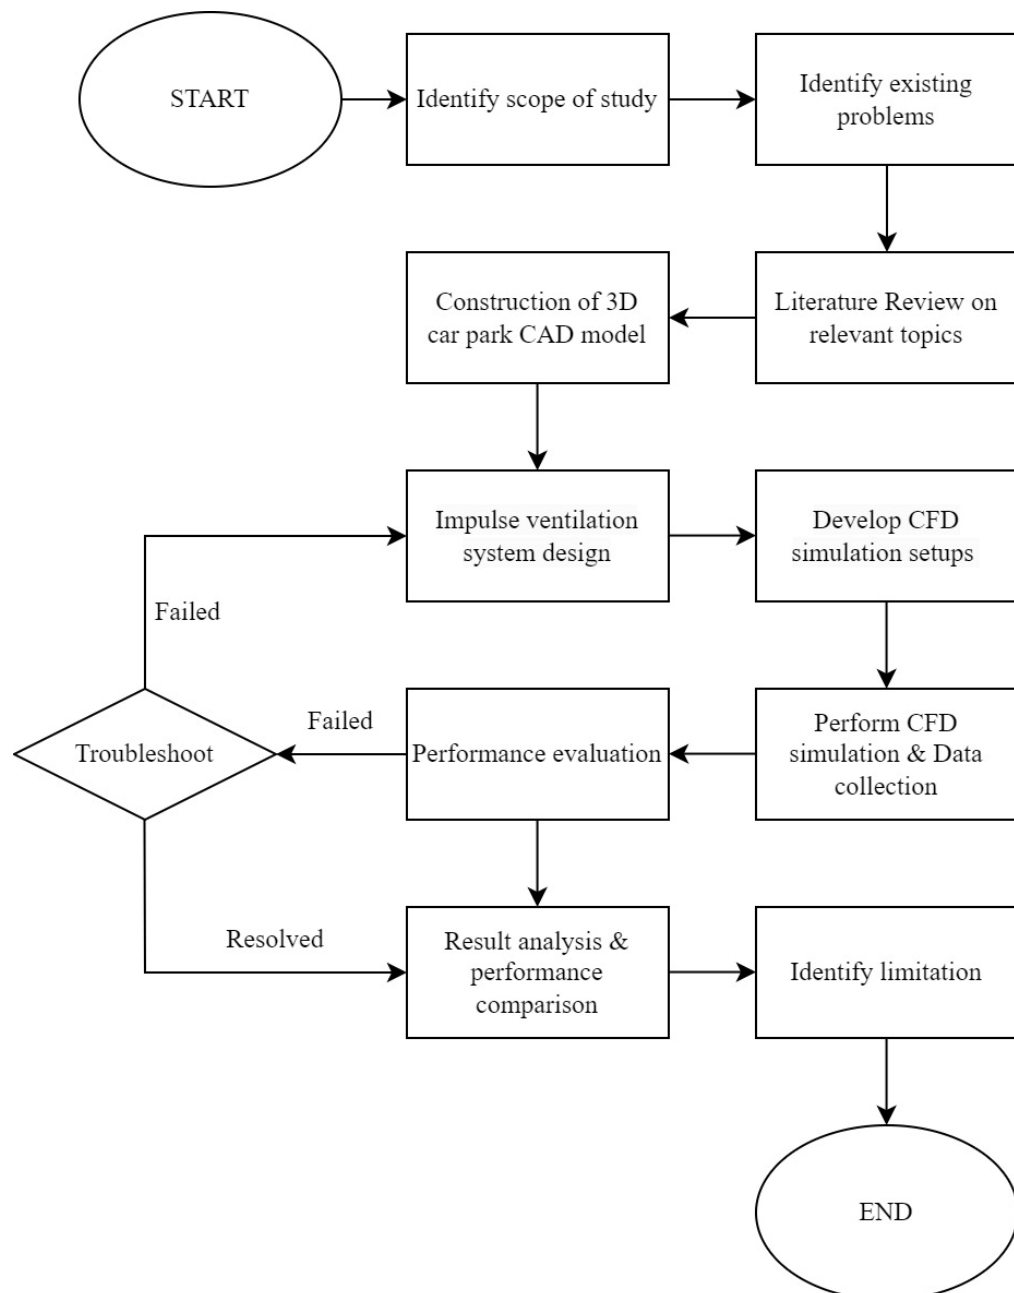 START
Identify scope of study
Identify existing
problems
Construction of 3D
car park CAD model
Literature Review on
relevant topics
Impulse ventilation
system design
Develop CFD
simulation setups
Failed
Troubleshoot
Failed
Performance evaluation
Perform CFD
simulation & Data
collection
Resolved
Result analysis &
performance
comparison
Identify limitation
END